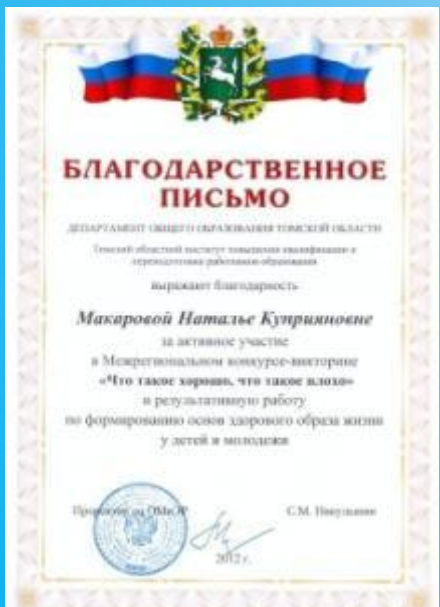 БЛАГОДАРСТВЕННОЕ
ПИСЬМО
ДЕПАРТАМЕНТ ОБЩЕГО ОБРАЗОВАНИЯ ТОМСКОЙ ОБЛАСТИ
Томский областной институт повышения квалификации и
переподготовки работников образования
выражают благодарность
Макаровой Наталье Куприяновне
за активное участие
в Межрегиональном конкурсе-викторине
«Что такое хорошо, что такое плохо»
и результативную работу
по формированию основ здорового образа жизни
у детей и молодежи
С.М.
2012 г.